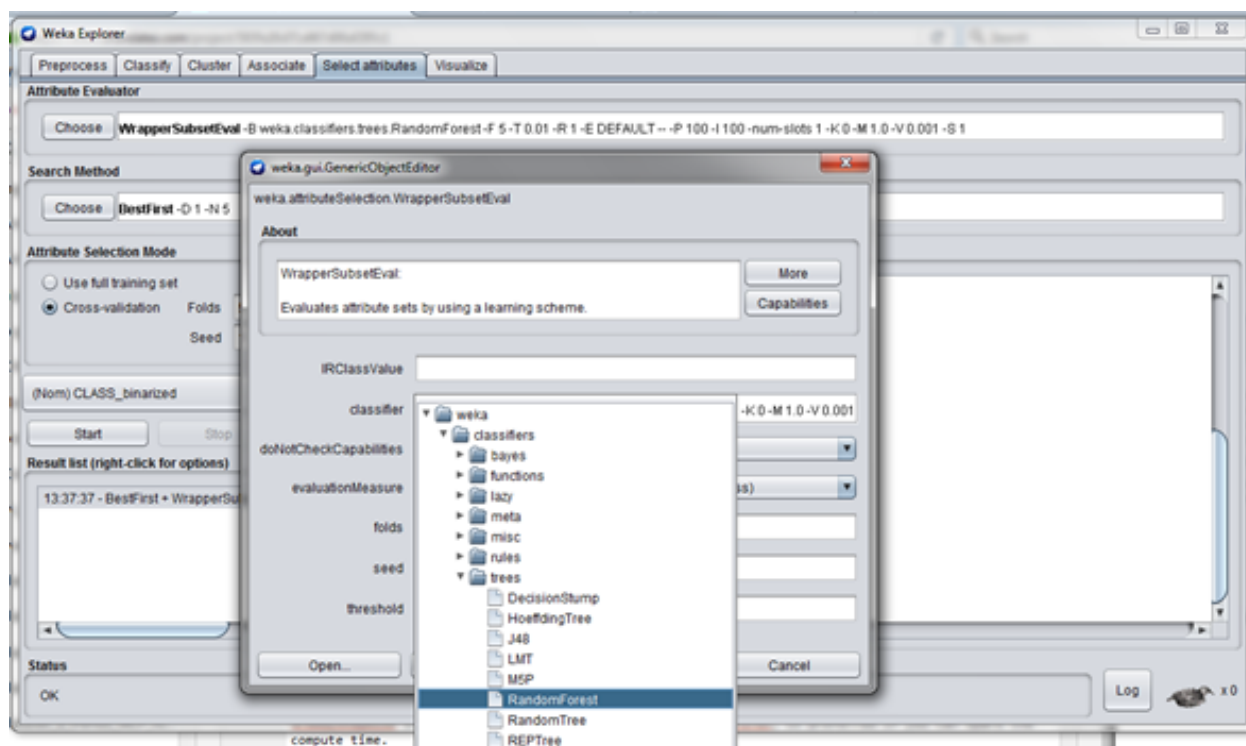 Weka Explorer
Preprocess Classify Cluster Associate Select attributes Visualize
Attribute Evaluator
Choose WrapperSubsetEval -B weka.classifiers.trees.RandomForest -F 5 -T 0.01 -R 1 -E DEFAULT -- -P 100 -I 100 -num-slots 1 -K 0 -M 1.0 -V 0.001 -S 1
Search Method
Choose BestFirst -D 1 -N 5
Attribute Selection Mode
Use full training set
Cross-validation Folds
Seed
(Nom) CLASS_binarized
Start Stop
Result list (right-click for options)
13:37:37 - BestFirst + WrapperSu
Status
OK
Log x 0
weka.gui.GenericObjectEditor
weka.attributeSelection.WrapperSubsetEval
About
WrapperSubsetEval:
Evaluates attribute sets by using a learning scheme.
More
Capabilities
IRClassValue
classifier -K 0 -M 1.0 -V 0.001
doNotCheckCapabilities
evaluationMeasure ss)
folds
seed
threshold
Open... Cancel
weka
classifiers
bayes
functions
lazy
meta
misc
rules
trees
DecisionStump
HoeffdingTree
J48
LMT
M5P
RandomForest
RandomTree
REPTree
compute time.